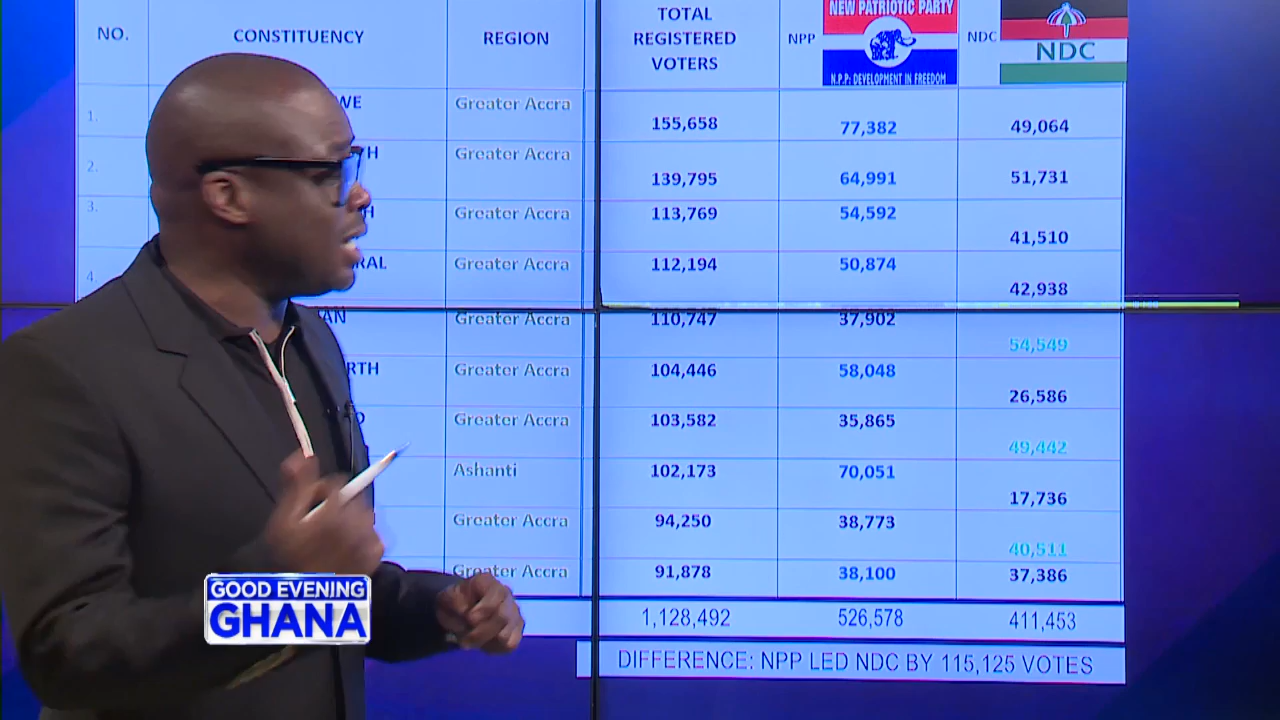 NO.
CONSTITUENCY
REGION
TOTAL
REGISTERED
VOTERS
NPP
NEW PATRIOTIC PARTY
N.P.P: DEVELOPMENT IN FREEDOM
NDC
NDC
1. WE Greater Accra 155,658 77,382 49,064
2. TH Greater Accra 139,795 64,991 51,731
3. H Greater Accra 113,769 54,592 41,510
4. RAL Greater Accra 112,194 50,874 42,938
AN Greater Accra 110,747 37,902 54,549
RTH Greater Accra 104,446 58,048 26,586
Greater Accra 103,582 35,865 49,442
Ashanti 102,173 70,051 17,736
Greater Accra 94,250 38,773 40,511
Greater Accra 91,878 38,100 37,386
1,128,492 526,578 411,453
DIFFERENCE: NPP LED NDC BY 115,125 VOTES
GOOD EVENING
GHANA